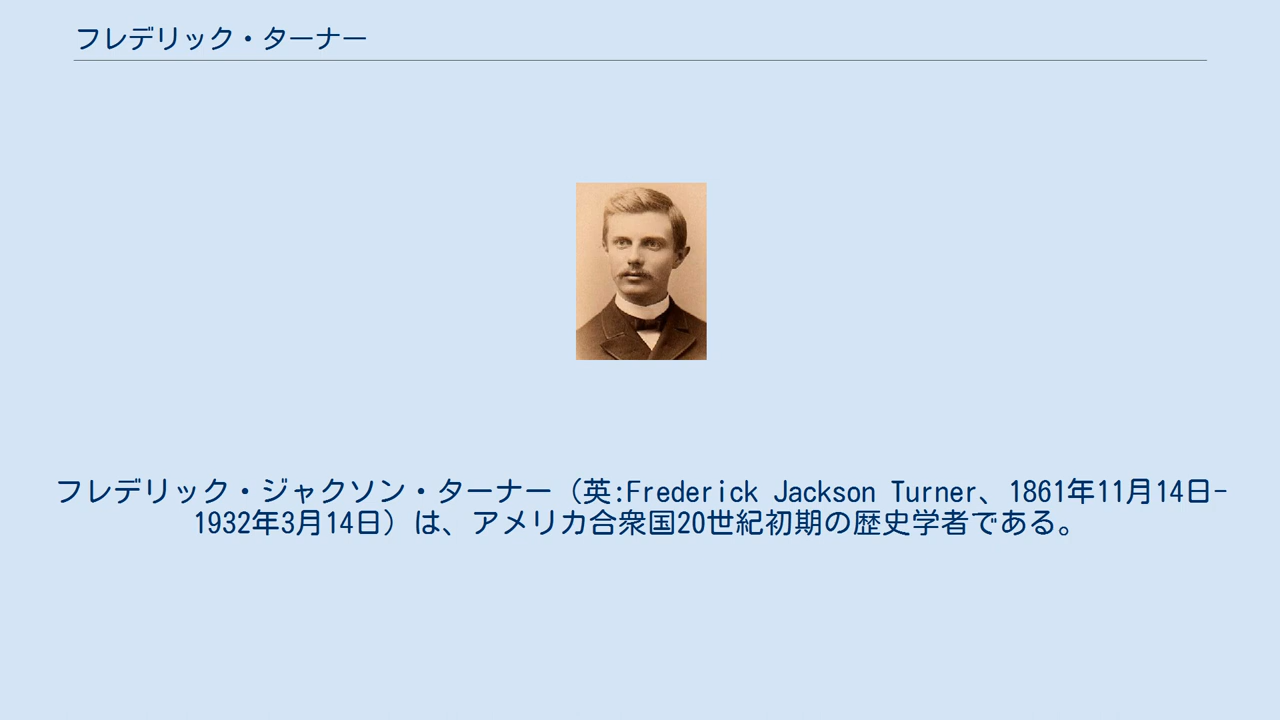 フレデリック・ターナー
フレデリック・ジャクソン・ターナー（英:Frederick Jackson Turner、1861年11月14日-
1932年3月14日）は、アメリカ合衆国20世紀初期の歴史学者である。